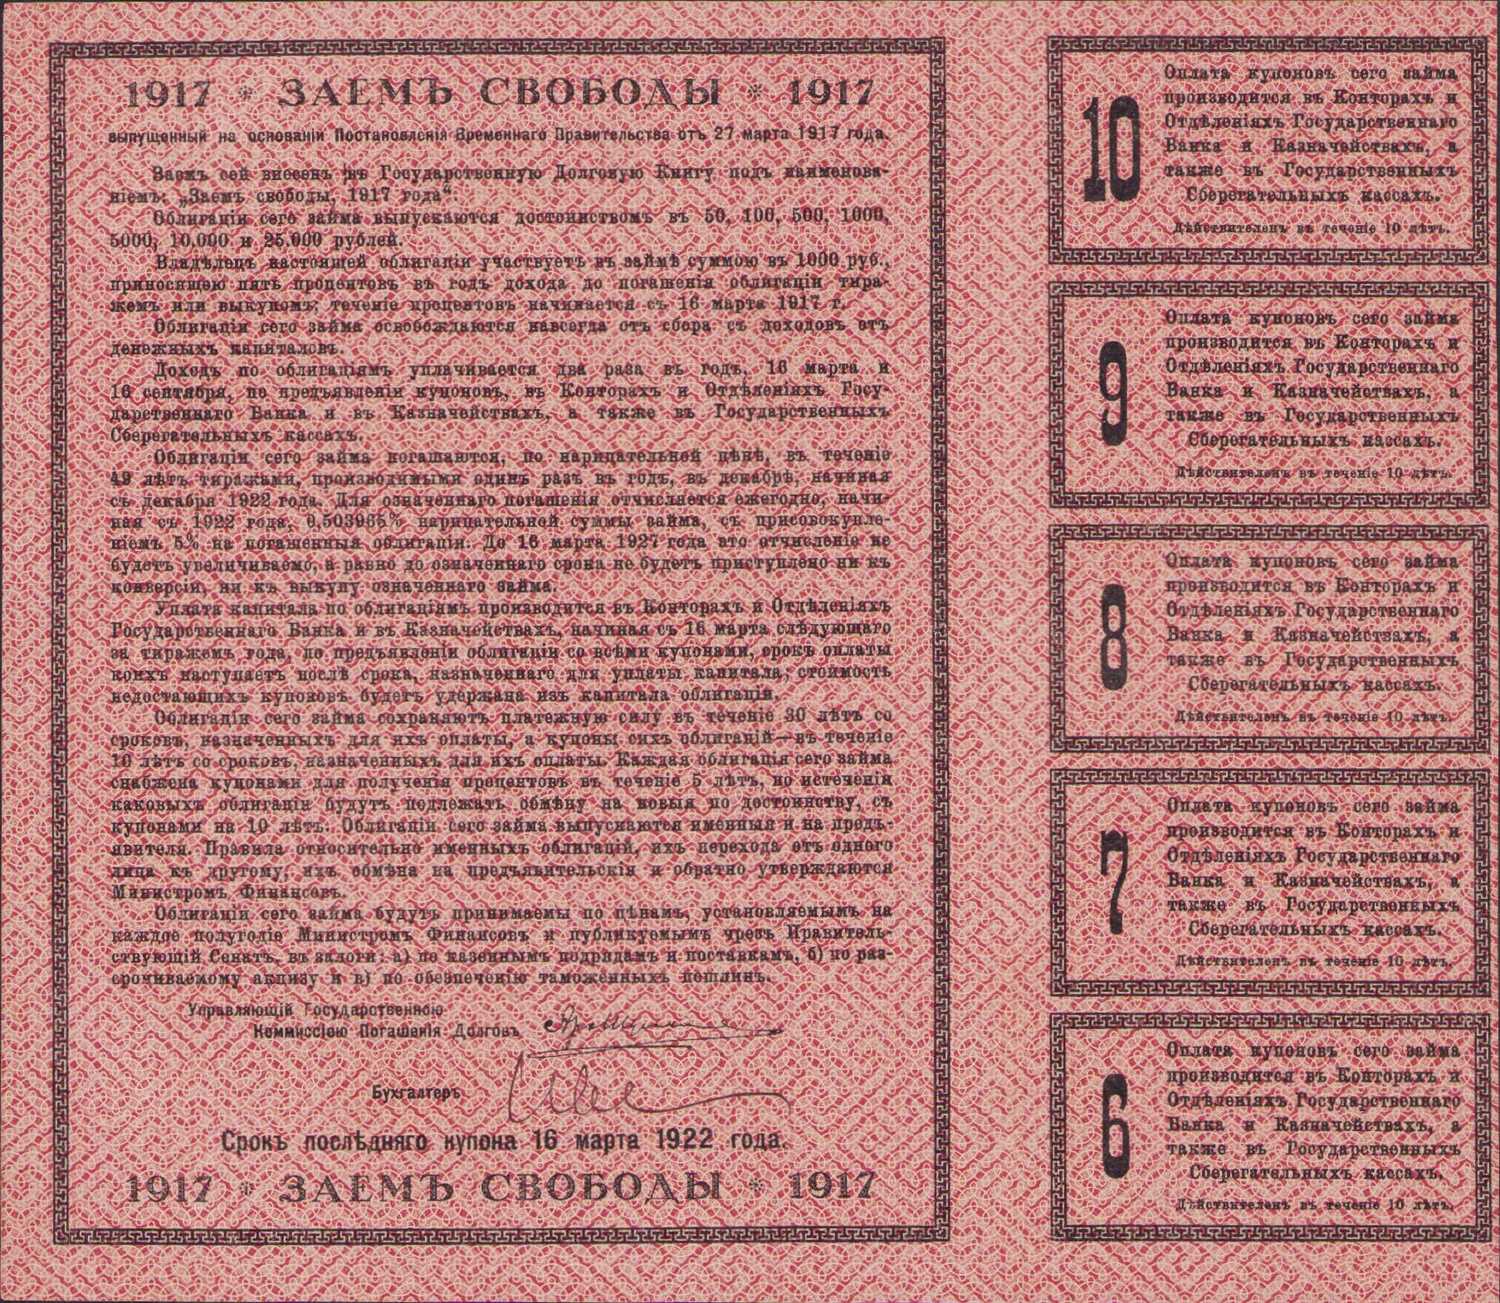 1917 * ЗАЕМЪ СВОБОДЫ * 1917
выпущенный на основаніи Постановленія Временнаго Правительства отъ 27 марта 1917 года.
Заемъ сей внесенъ въ Государственную Долговую Книгу подъ наименова-
ніемъ: „Заемъ свободы, 1917 года“.
Облигаціи сего займа выпускаются достоинствомъ въ 50, 100, 500, 1000,
5000, 10.000 и 25.000 рублей.
Владѣлецъ настоящей облигаціи участвуетъ въ займѣ суммою въ 1000 руб.,
приносящею пять процентовъ въ годъ дохода до погашенія облигаціи тира-
жемъ или выкупомъ; теченіе процентовъ начинается съ 16 марта 1917 г.
Облигаціи сего займа освобождаются навсегда отъ сбора съ доходовъ отъ
денежныхъ капиталовъ.
Доходъ по облигаціямъ уплачивается два раза въ годъ, 16 марта и
16 сентября, по предъявленіи купоновъ, въ Конторахъ и Отдѣленіяхъ Госу-
дарственнаго Банка и въ Казначействахъ, а также въ Государственныхъ
Сберегательныхъ кассахъ.
Облигаціи сего займа погашаются, по нарицательной цѣнѣ, въ теченіе
49 лѣтъ тиражами, производимыми одинъ разъ въ годъ, въ декабрѣ, начиная
съ декабря 1922 года. Для означеннаго погашенія отчисляется ежегодно, начи-
ная съ 1922 года, 0,503965% нарицательной суммы займа, съ присовокупле-
ніемъ 5% на погашенныя облигаціи. До 16 марта 1927 года это отчисленіе не
будетъ увеличиваемо, а равно до означеннаго срока не будетъ приступлено ни къ
конверсіи, ни къ выкупу означеннаго займа.
Уплата капитала по облигаціямъ производится въ Конторахъ и Отдѣленіяхъ
Государственнаго Банка и въ Казначействахъ, начиная съ 16 марта слѣдующаго
за тиражемъ года, по предъявленіи облигаціи со всѣми купонами, срокъ оплаты
коихъ наступаетъ послѣ срока, назначеннаго для уплаты капитала; стоимость
недостающихъ купоновъ будетъ удержана изъ капитала облигаціи.
Облигаціи сего займа сохраняютъ платежную силу въ теченіе 30 лѣтъ со
сроковъ, назначенныхъ для ихъ оплаты, а купоны сихъ облигацій—въ теченіе
10 лѣтъ со сроковъ, назначенныхъ для ихъ оплаты. Каждая облигація сего займа
снабжена купонами для полученія процентовъ въ теченіе 5 лѣтъ, по истеченіи
каковыхъ облигаціи будутъ подлежать обмѣну на новыя по достоинству, съ
купонами на 10 лѣтъ. Облигаціи сего займа выпускаются именныя и на предъ-
явителя. Правила относительно именныхъ облигацій, ихъ перехода отъ одного
лица къ другому, ихъ обмѣна на предъявительскія и обратно утверждаются
Министромъ Финансовъ.
Облигаціи сего займа будутъ принимаемы по цѣнамъ, установляемымъ на
каждое полугодіе Министромъ Финансовъ и публикуемымъ чрезъ Правитель-
ствующій Сенатъ, въ залоги: а) по казеннымъ подрядамъ и поставкамъ, б) по раз-
срочиваемому акцизу и в) по обезпеченію таможенныхъ пошлинъ.
Управляющій Государственною
Коммиссіею Погашенія Долговъ
Бухгалтеръ
Срокъ послѣдняго купона 16 марта 1922 года.
1917 * ЗАЕМЪ СВОБОДЫ * 1917
10
Оплата купоновъ сего займа
производится въ Конторахъ и
Отдѣленіяхъ Государственнаго
Банка и Казначействахъ, а
также въ Государственныхъ
Сберегательныхъ кассахъ.
Дѣйствителенъ въ теченіе 10 лѣтъ.
9
Оплата купоновъ сего займа
производится въ Конторахъ и
Отдѣленіяхъ Государственнаго
Банка и Казначействахъ, а
также въ Государственныхъ
Сберегательныхъ кассахъ.
Дѣйствителенъ въ теченіе 10 лѣтъ.
8
Оплата купоновъ сего займа
производится въ Конторахъ и
Отдѣленіяхъ Государственнаго
Банка и Казначействахъ, а
также въ Государственныхъ
Сберегательныхъ кассахъ.
Дѣйствителенъ въ теченіе 10 лѣтъ.
7
Оплата купоновъ сего займа
производится въ Конторахъ и
Отдѣленіяхъ Государственнаго
Банка и Казначействахъ, а
также въ Государственныхъ
Сберегательныхъ кассахъ.
Дѣйствителенъ въ теченіе 10 лѣтъ.
6
Оплата купоновъ сего займа
производится въ Конторахъ и
Отдѣленіяхъ Государственнаго
Банка и Казначействахъ, а
также въ Государственныхъ
Сберегательныхъ кассахъ.
Дѣйствителенъ въ теченіе 10 лѣтъ.